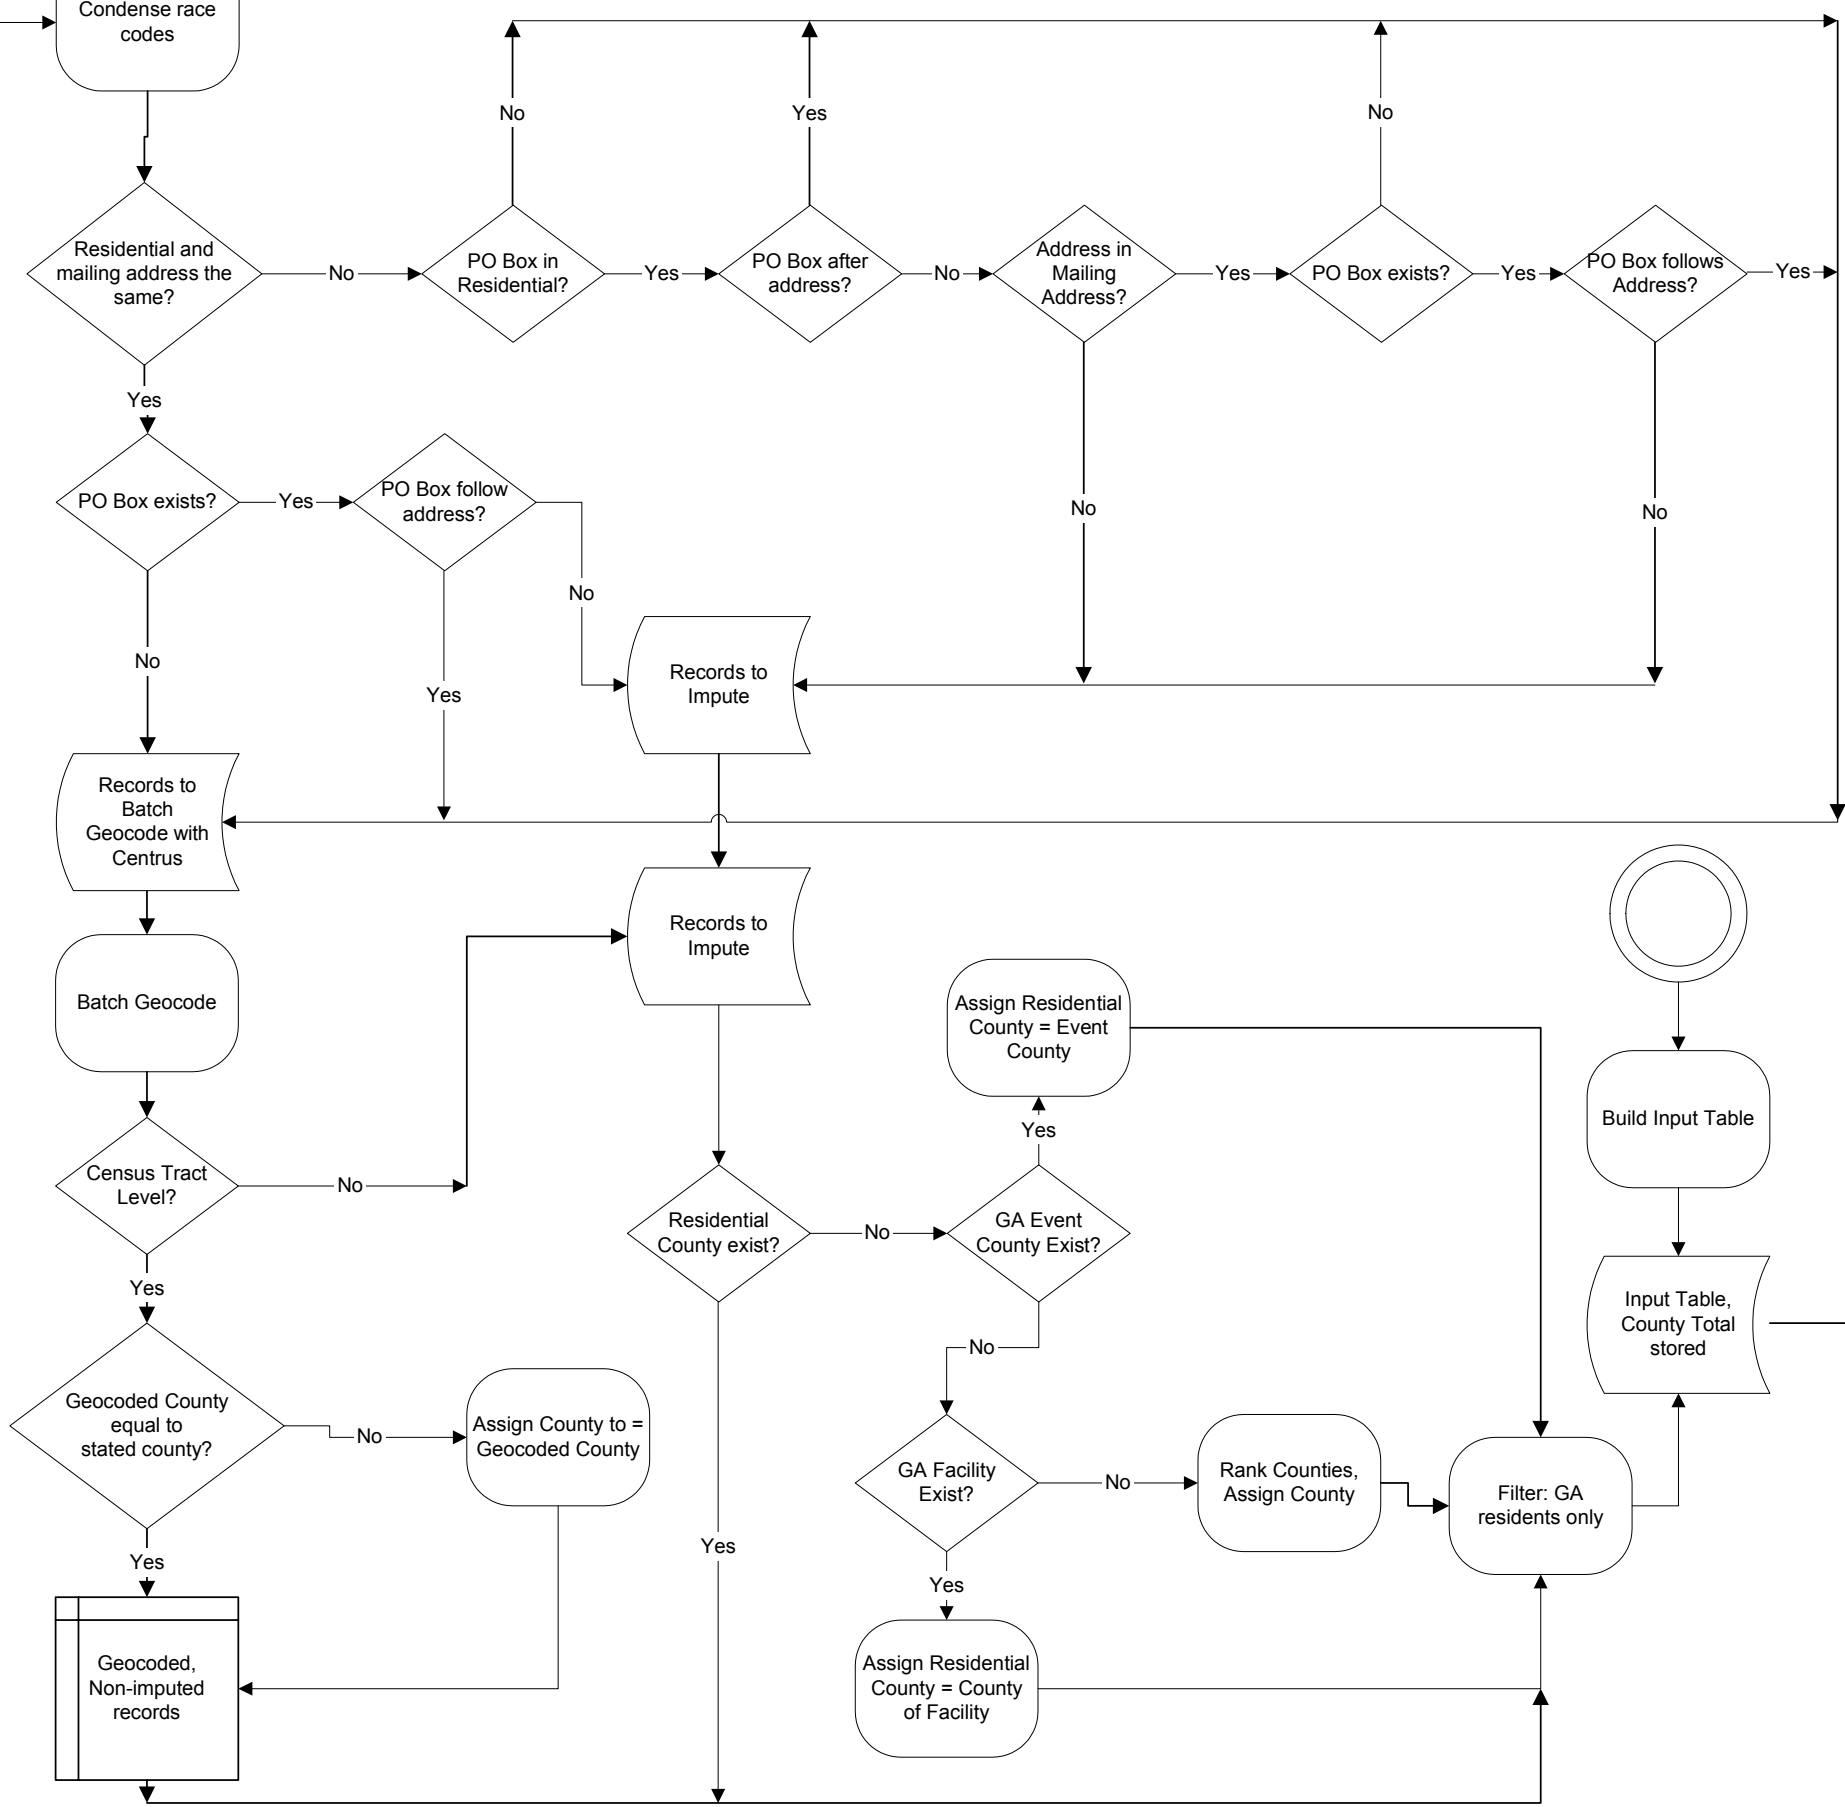 Condense race
codes
No
Yes
No
Residential and
mailing address the
same?
No
PO Box in
Residential?
Yes
PO Box after
address?
No
Address in
Mailing
Address?
Yes
PO Box exists?
Yes
PO Box follows
Address?
Yes
Yes
PO Box exists?
Yes
PO Box follow
address?
No
No
No
No
Yes
Records to
Impute
Records to
Batch
Geocode with
Centrus
Records to
Impute
Batch Geocode
Assign Residential
County = Event
County
Build Input Table
Yes
Census Tract
Level?
No
Residential
County exist?
No
GA Event
County Exist?
Yes
Input Table,
County Total
stored
No
Geocoded County
equal to
stated county?
No
Assign County to =
Geocoded County
GA Facility
Exist?
No
Rank Counties,
Assign County
Filter: GA
residents only
Yes
Yes
Yes
Geocoded,
Non-imputed
records
Assign Residential
County = County
of Facility